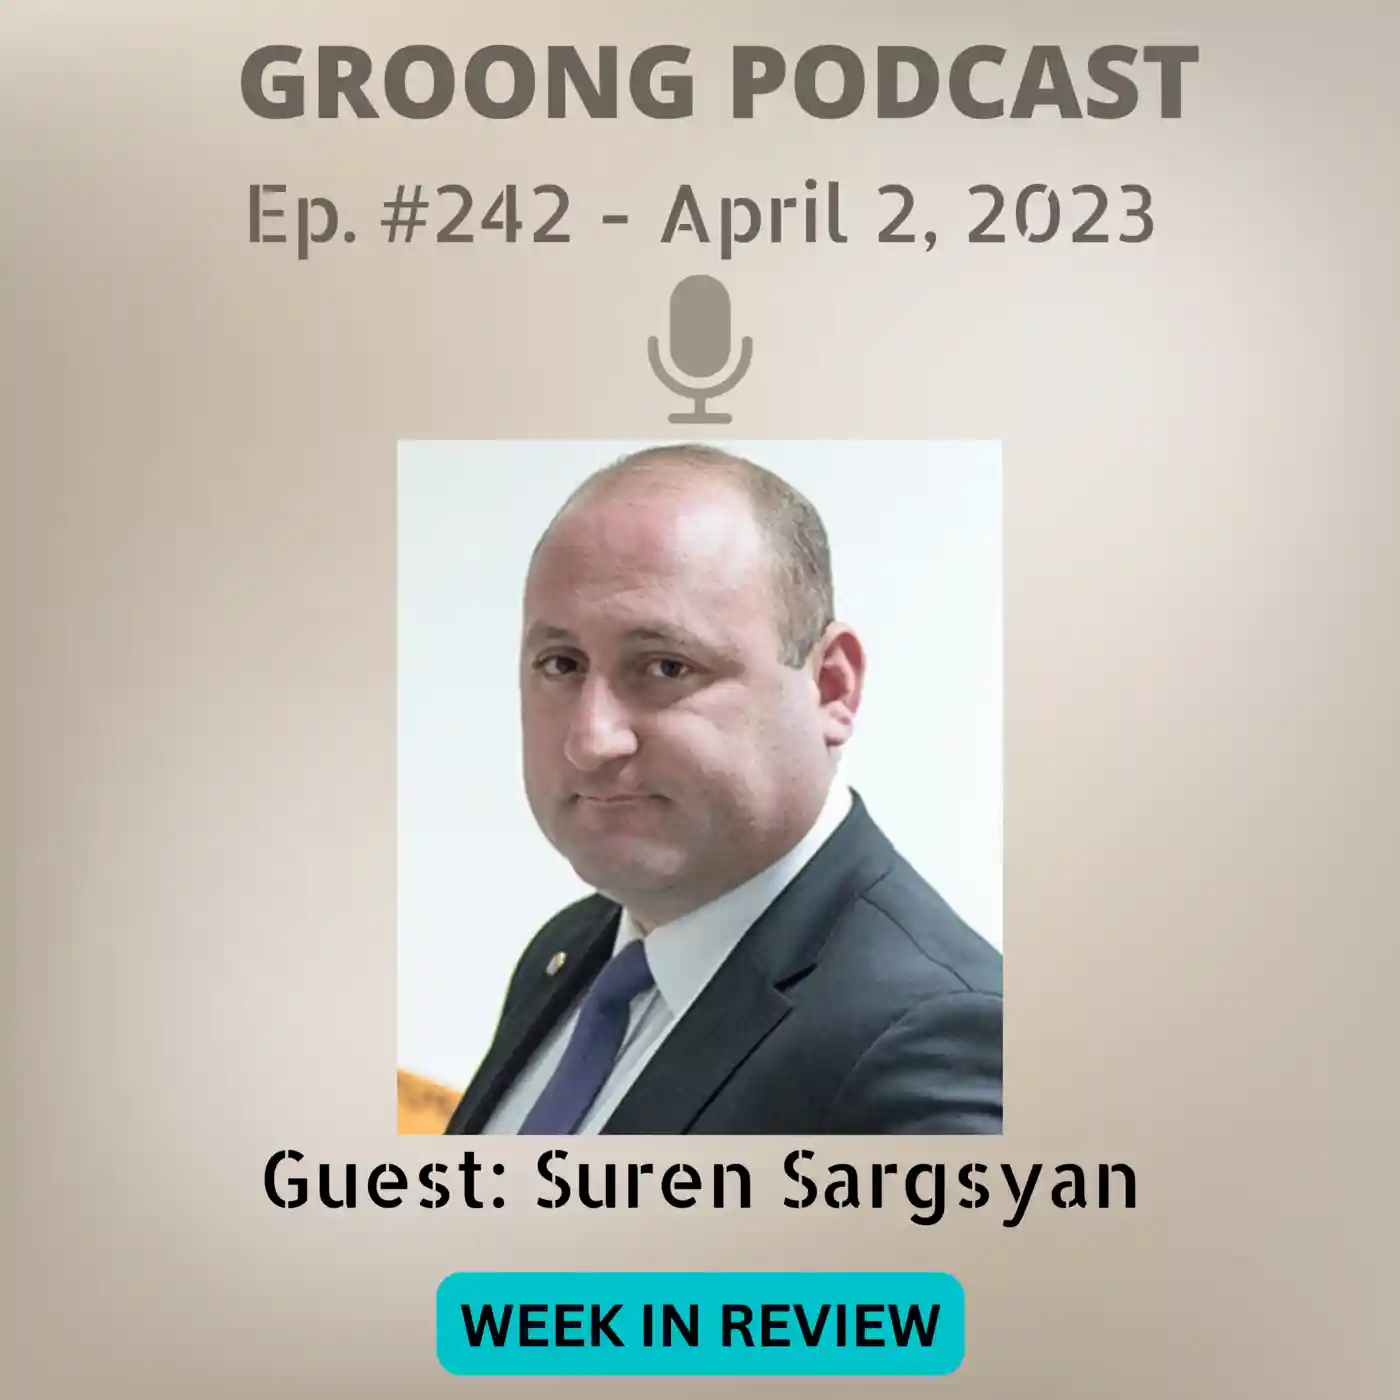 GROONG PODCAST
Ep. #242 - April 2, 2023
Guest: Suren Sargsyan
WEEK IN REVIEW